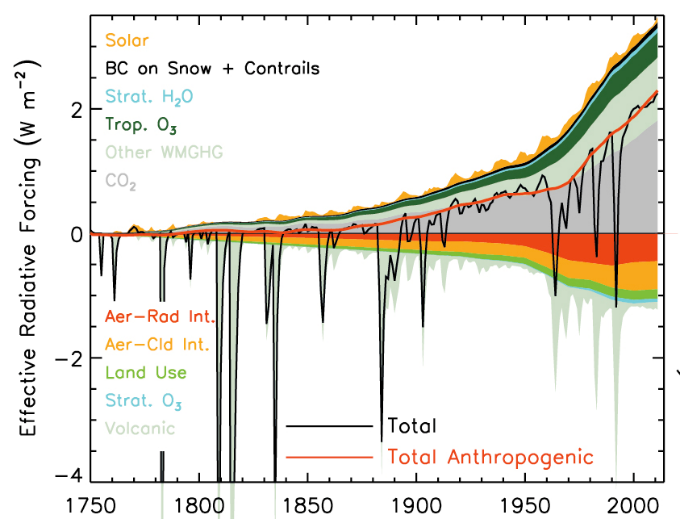 Effective Radiative Forcing (W m⁻²)
Solar
BC on Snow + Contrails
Strat. H₂O
Trop. O₃
Other WMGHG
CO₂
2
0
−2
−4
Aer−Rad Int.
Aer−Cld Int.
Land Use
Strat. O₃
Volcanic
Total
Total Anthropogenic
1750 1800 1850 1900 1950 2000